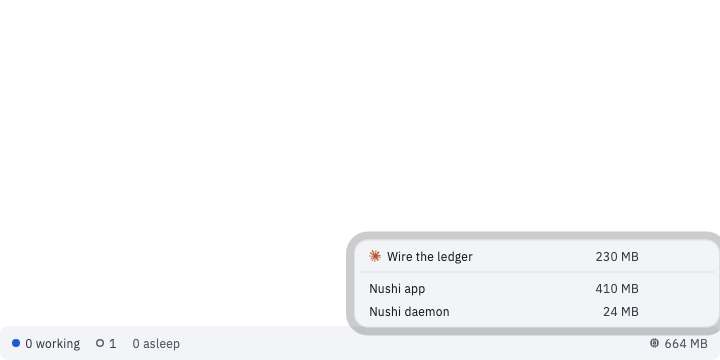 Wire the ledger 230 MB
Nushi app 410 MB
Nushi daemon 24 MB
0 working 1 0 asleep 664 MB